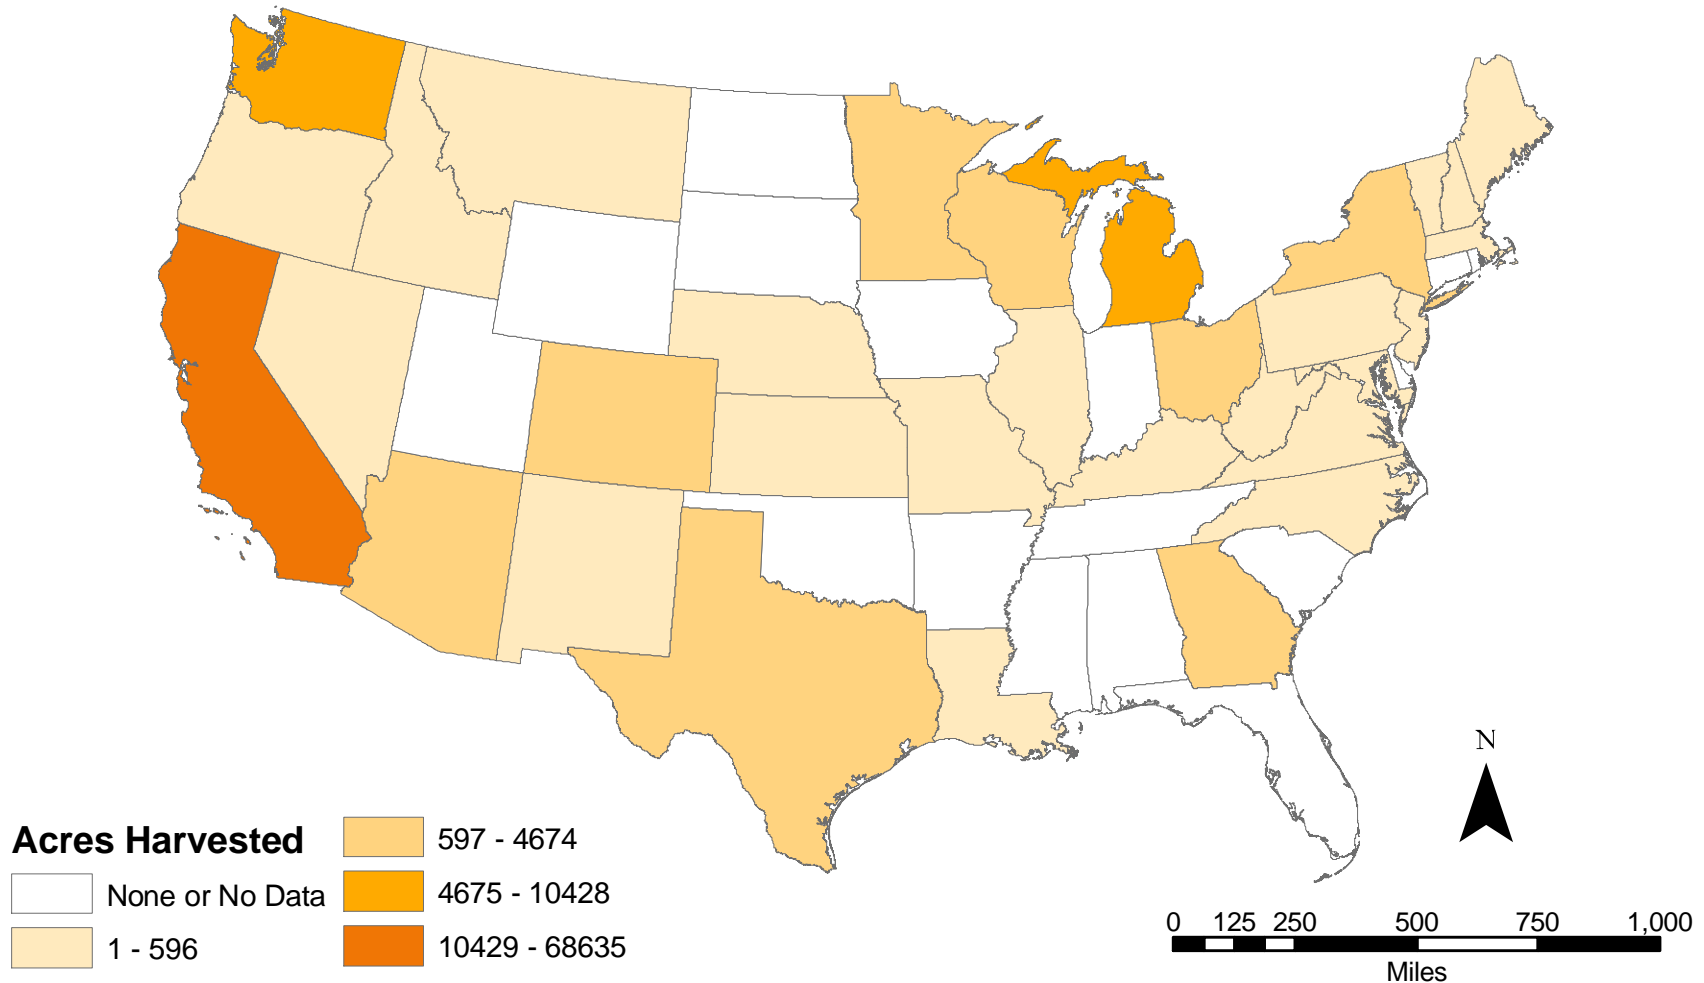 N
Acres Harvested
None or No Data
1 - 596
597 - 4674
4675 - 10428
10429 - 68635
0 125 250 500 750 1,000
Miles